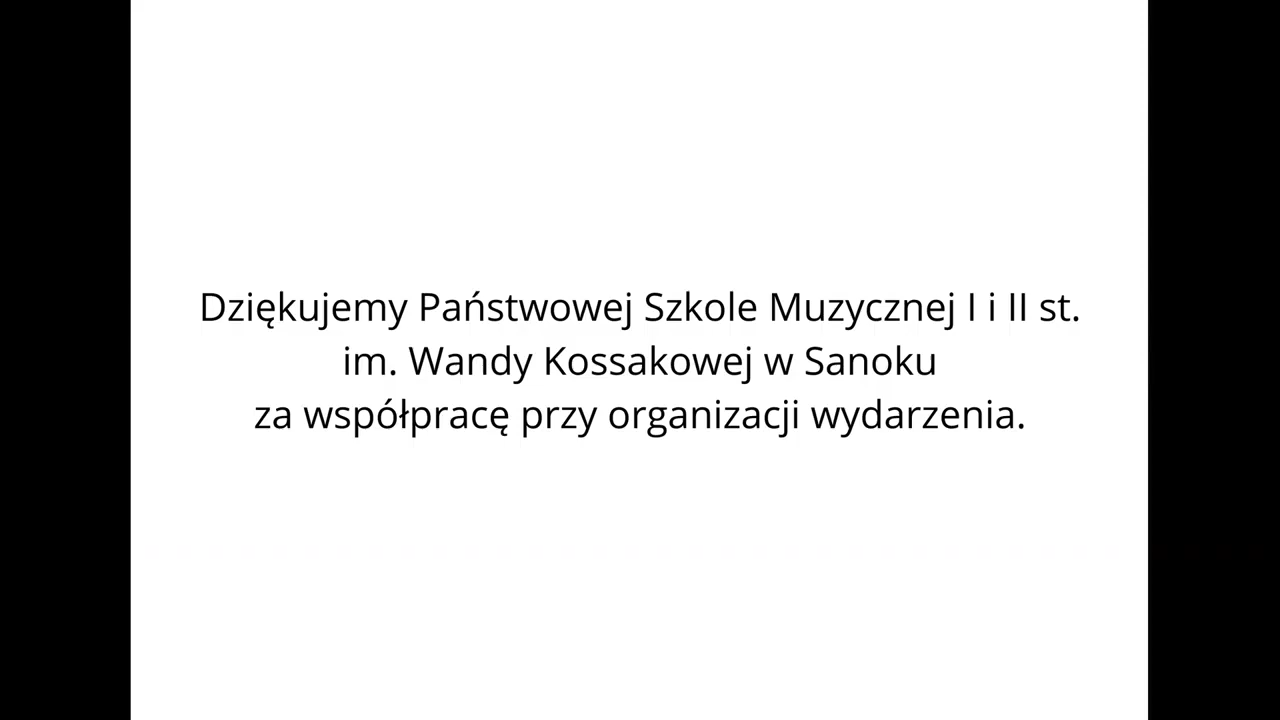 Dziękujemy Państwowej Szkole Muzycznej I i II st.
im. Wandy Kossakowej w Sanoku
za współpracę przy organizacji wydarzenia.